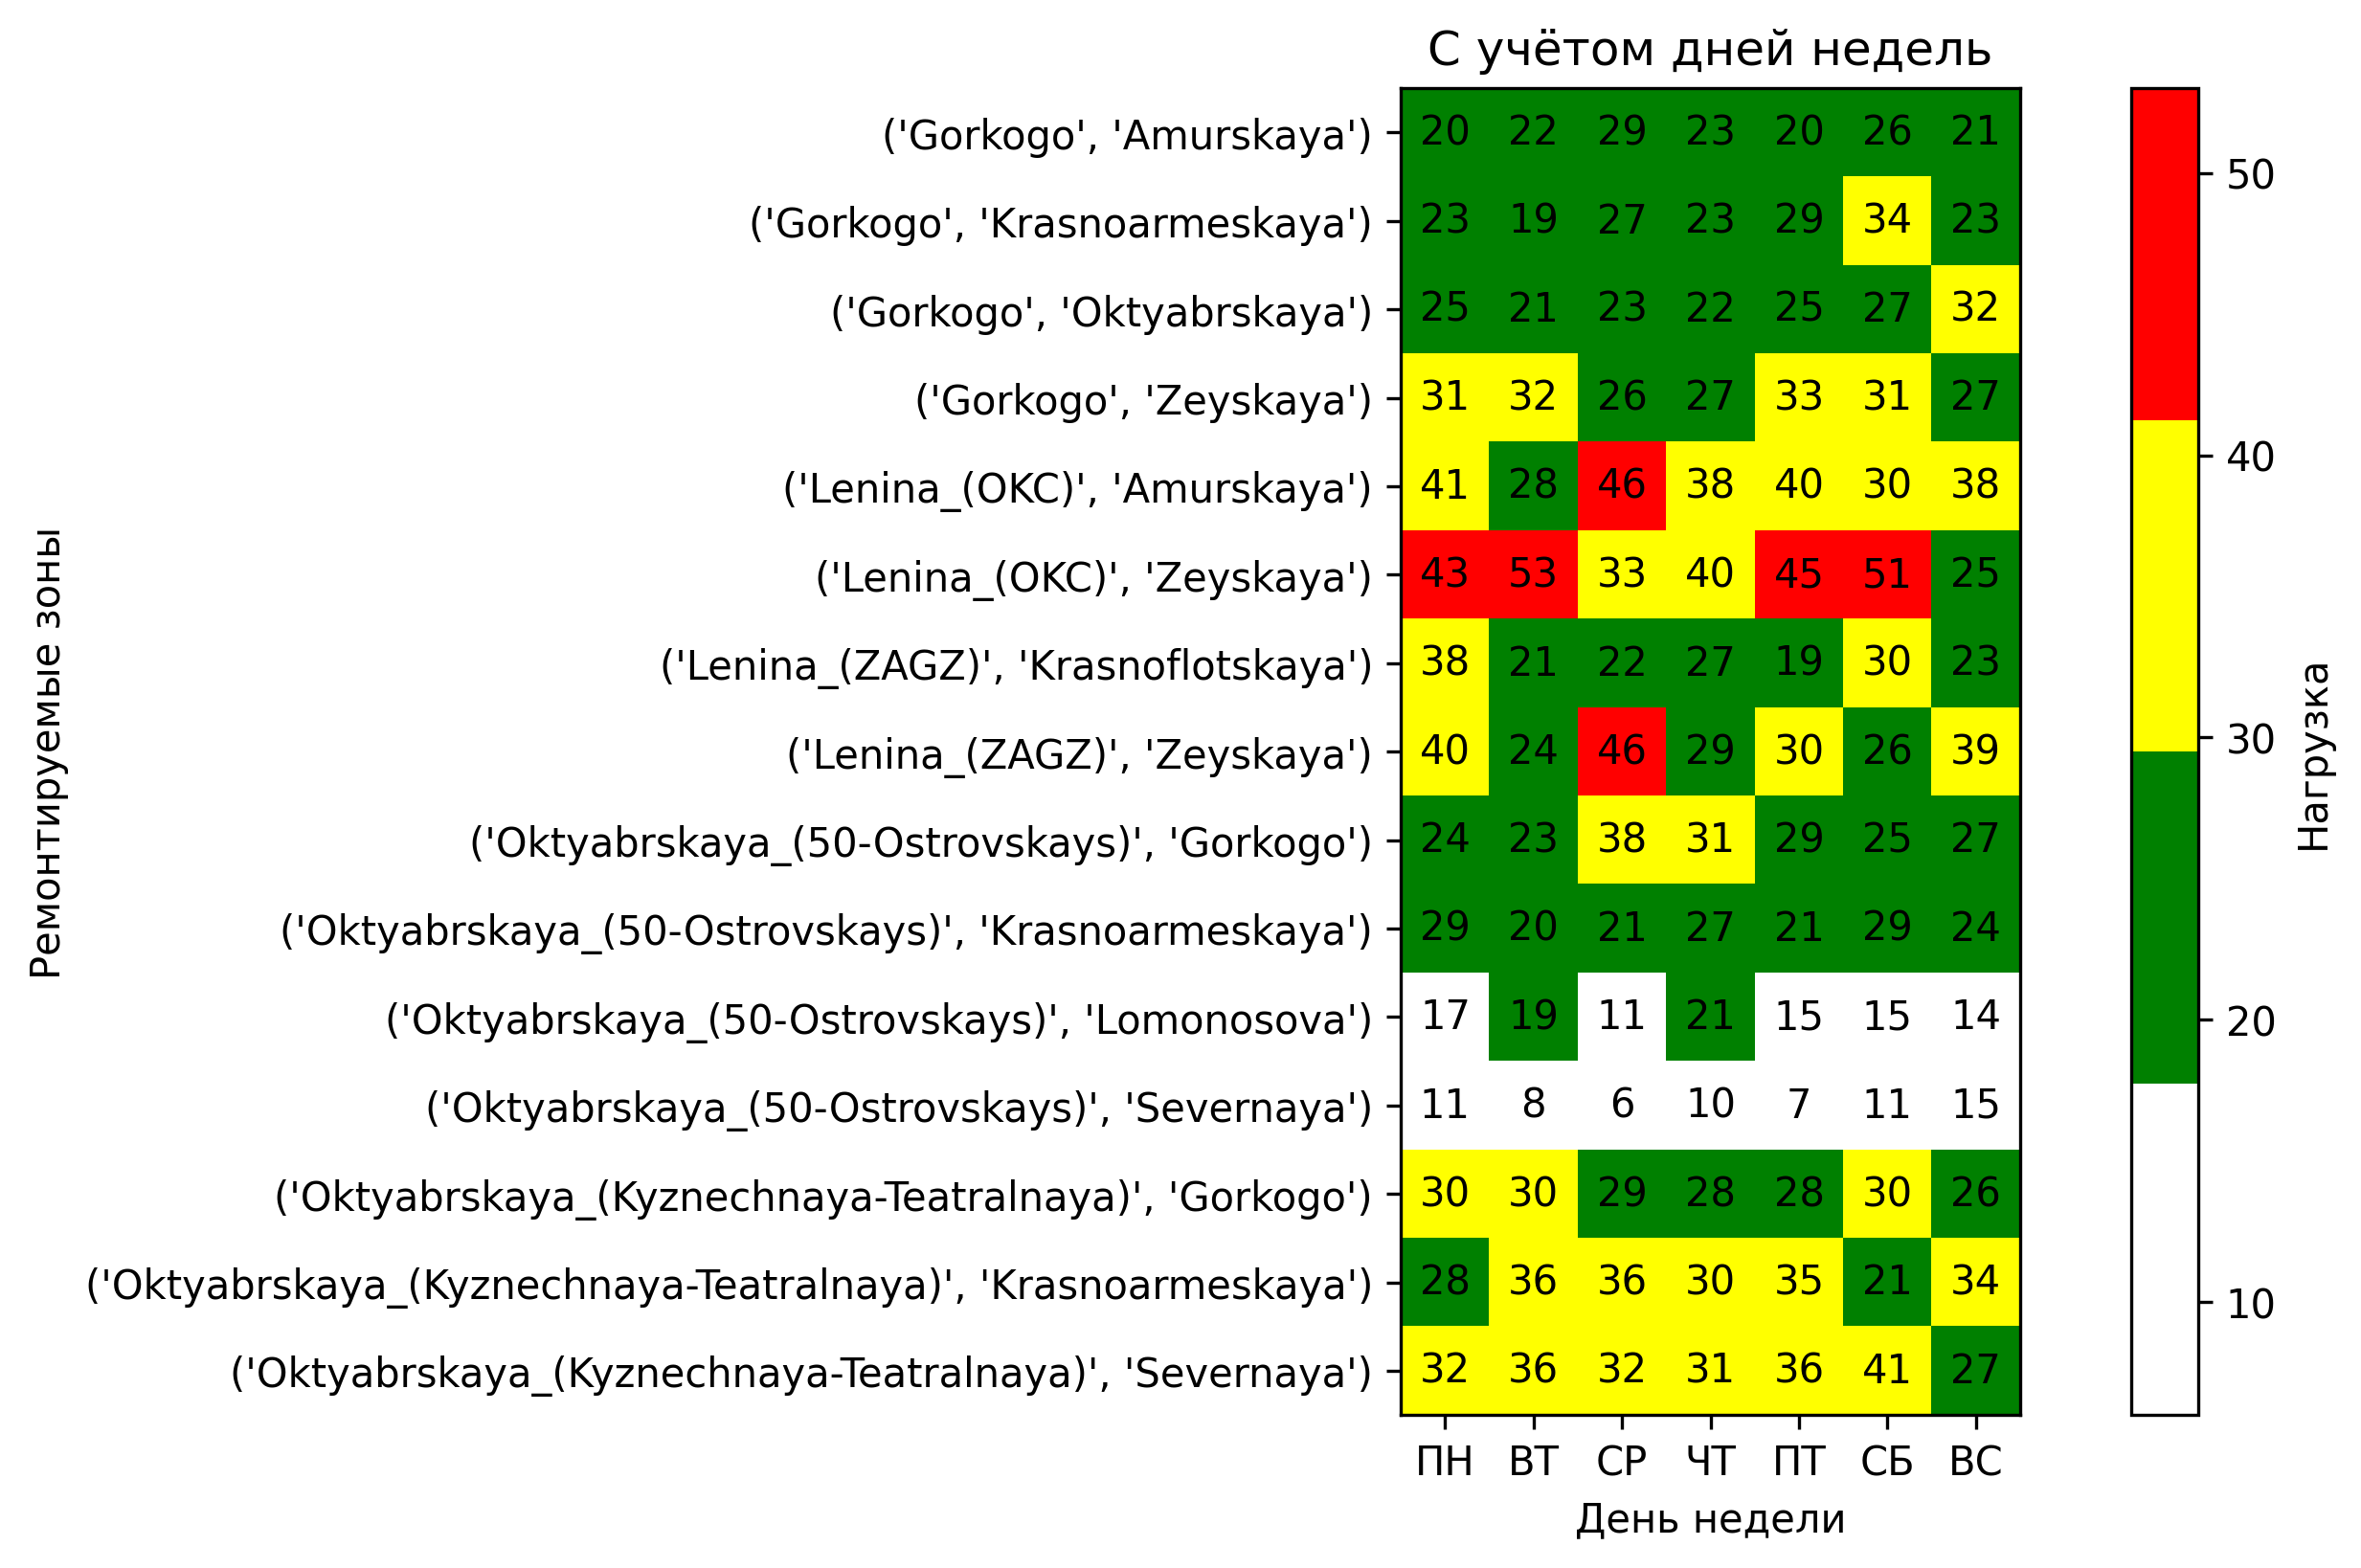 С учётом дней недель
('Gorkogo', 'Amurskaya') 20 22 29 23 20 26 21
('Gorkogo', 'Krasnoarmeskaya') 23 19 27 23 29 34 23
('Gorkogo', 'Oktyabrskaya') 25 21 23 22 25 27 32
('Gorkogo', 'Zeyskaya') 31 32 26 27 33 31 27
('Lenina_(OKC)', 'Amurskaya') 41 28 46 38 40 30 38
('Lenina_(OKC)', 'Zeyskaya') 43 53 33 40 45 51 25
('Lenina_(ZAGZ)', 'Krasnoflotskaya') 38 21 22 27 19 30 23
('Lenina_(ZAGZ)', 'Zeyskaya') 40 24 46 29 30 26 39
('Oktyabrskaya_(50-Ostrovskays)', 'Gorkogo') 24 23 38 31 29 25 27
('Oktyabrskaya_(50-Ostrovskays)', 'Krasnoarmeskaya') 29 20 21 27 21 29 24
('Oktyabrskaya_(50-Ostrovskays)', 'Lomonosova') 17 19 11 21 15 15 14
('Oktyabrskaya_(50-Ostrovskays)', 'Severnaya') 11 8 6 10 7 11 15
('Oktyabrskaya_(Kyznechnaya-Teatralnaya)', 'Gorkogo') 30 30 29 28 28 30 26
('Oktyabrskaya_(Kyznechnaya-Teatralnaya)', 'Krasnoarmeskaya') 28 36 36 30 35 21 34
('Oktyabrskaya_(Kyznechnaya-Teatralnaya)', 'Severnaya') 32 36 32 31 36 41 27
ПН ВТ СР ЧТ ПТ СБ ВС
День недели
Ремонтируемые зоны
50
40
30
20
10
Нагрузка